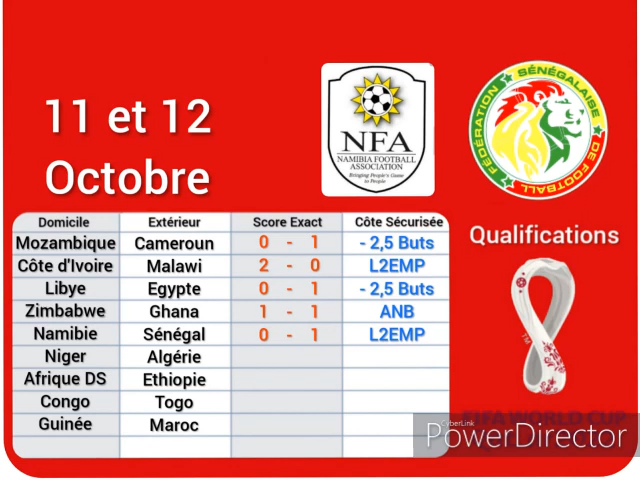 11 et 12
Octobre
NFA
NAMIBIA FOOTBALL
ASSOCIATION
Bringing People's Game
to People
FÉDÉRATION SÉNÉGALAISE DE FOOTBALL
Qualifications
Domicile Extérieur Score Exact Côte Sécurisée
Mozambique Cameroun 0 - 1 - 2,5 Buts
Côte d'Ivoire Malawi 2 - 0 L2EMP
Libye Egypte 0 - 1 - 2,5 Buts
Zimbabwe Ghana 1 - 1 ANB
Namibie Sénégal 0 - 1 L2EMP
Niger Algérie
Afrique DS Ethiopie
Congo Togo
Guinée Maroc
TM
FIFA WORLD CUP
CyberLink
PowerDirector